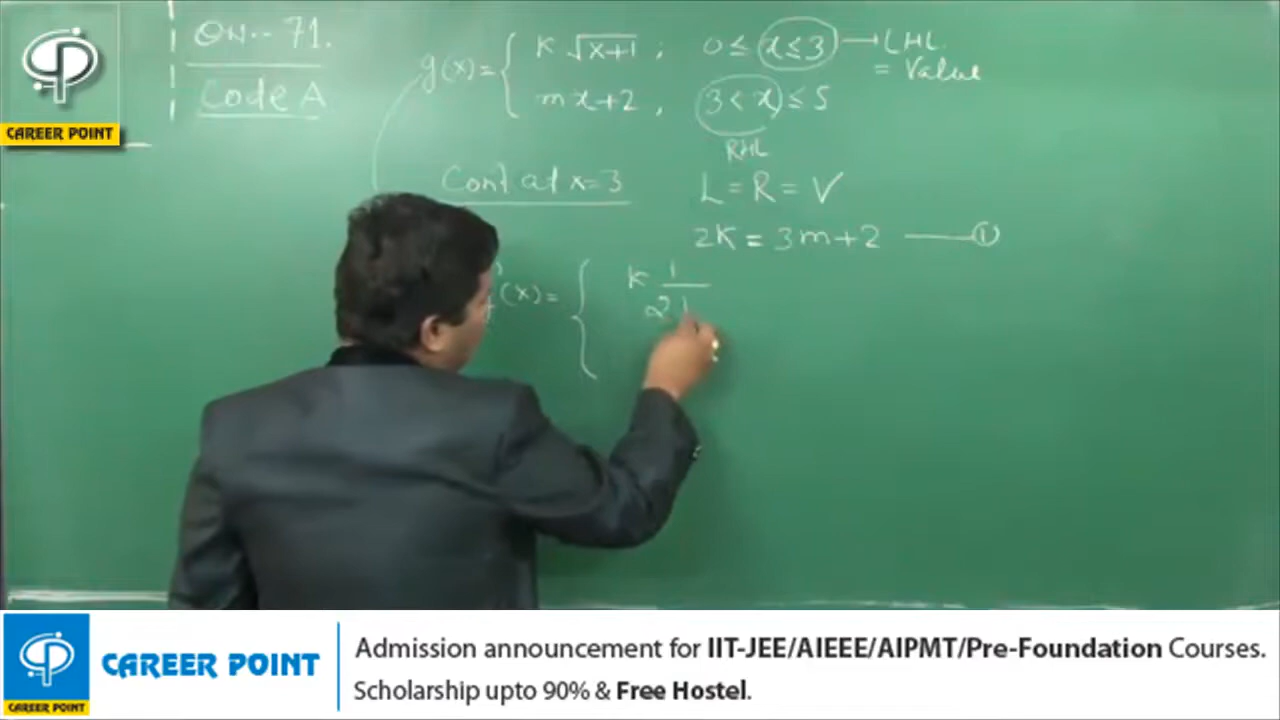 QN.- 71.
Code A
CAREER POINT
g(x) = { K √x+1 ; 0 ≤ x ≤ 3 → LHL
= Value
mx+2 , 3 < x ≤ 5
RHL
Cont at x=3
L = R = V
2K = 3m+2 —— ①
(x) = { K 1
2
CAREER POINT
CAREER POINT
Admission announcement for IIT-JEE/AIEEE/AIPMT/Pre-Foundation Courses.
Scholarship upto 90% & Free Hostel.